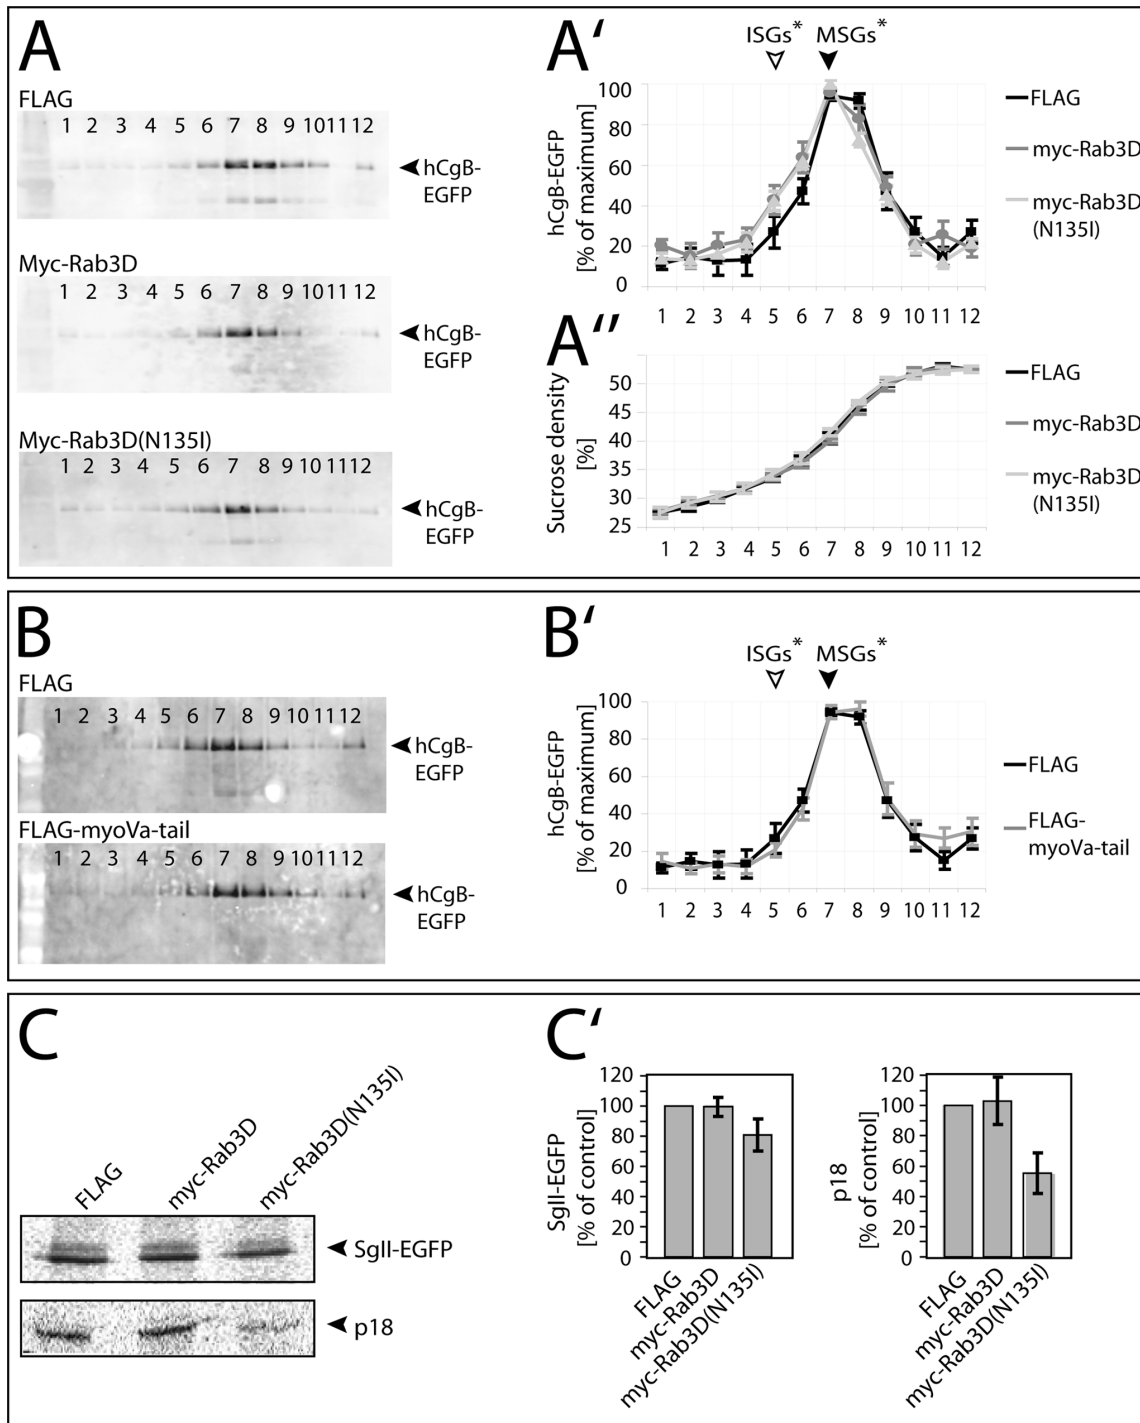 A
FLAG
1 2 3 4 5 6 7 8 9 10 11 12
hCgB-
EGFP
Myc-Rab3D
1 2 3 4 5 6 7 8 9 10 11 12
hCgB-
EGFP
Myc-Rab3D(N135I)
1 2 3 4 5 6 7 8 9 10 11 12
hCgB-
EGFP
A‘
ISGs* MSGs*
hCgB-EGFP
[% of maximum]
100
80
60
40
20
0
1 2 3 4 5 6 7 8 9 10 11 12
FLAG
myc-Rab3D
myc-Rab3D
(N135I)
A‘‘
Sucrose density
[%]
50
45
40
35
30
25
1 2 3 4 5 6 7 8 9 10 11 12
FLAG
myc-Rab3D
myc-Rab3D
(N135I)
B
FLAG
1 2 3 4 5 6 7 8 9 10 11 12
hCgB-
EGFP
FLAG-myoVa-tail
1 2 3 4 5 6 7 8 9 10 11 12
hCgB-
EGFP
B‘
ISGs* MSGs*
hCgB-EGFP
[% of maximum]
100
80
60
40
20
0
1 2 3 4 5 6 7 8 9 10 11 12
FLAG
FLAG-
myoVa-tail
C
FLAG
myc-Rab3D
myc-Rab3D(N135I)
SgII-EGFP
p18
C‘
SgII-EGFP
[% of control]
120
100
80
60
40
20
0
FLAG
myc-Rab3D
myc-Rab3D(N135I)
p18
[% of control]
120
100
80
60
40
20
0
FLAG
myc-Rab3D
myc-Rab3D(N135I)